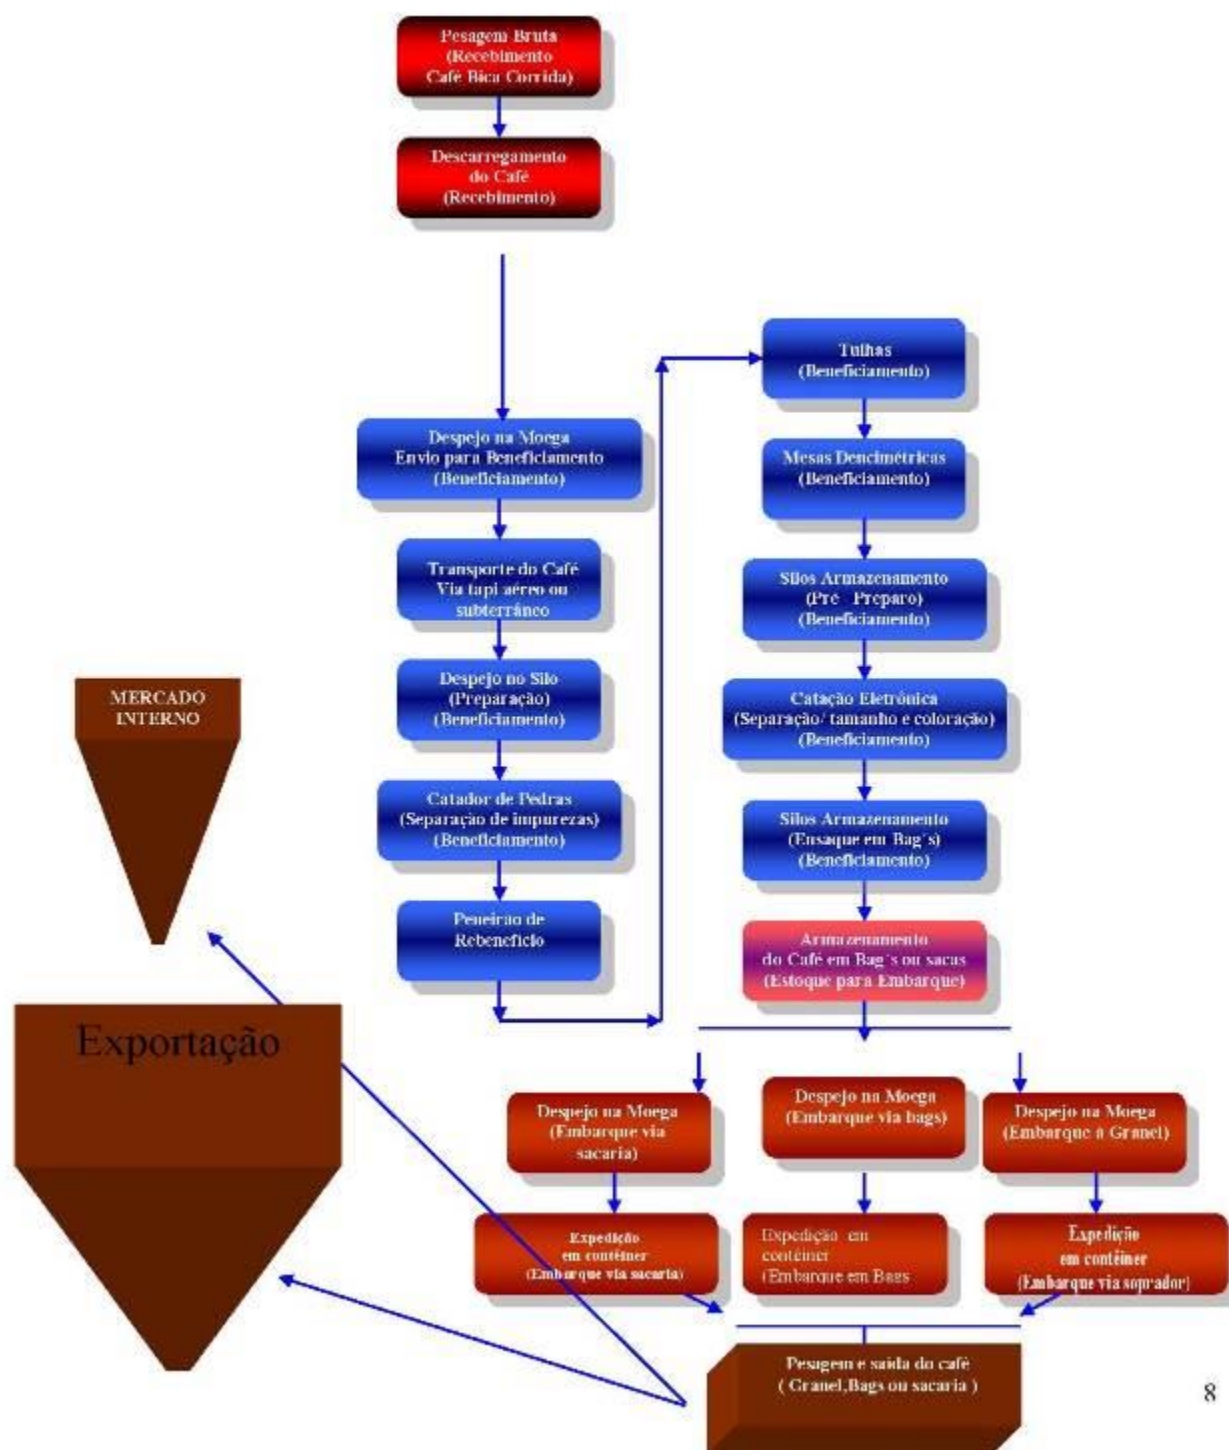 Pesagem Bruta
(Recebimento
Café Bica Corrida)
Descarregamento
do Café
(Recebimento)
Despejo na Moega
Envio para Beneficiamento
(Beneficiamento)
Transporte do Café
Via tapi aéreo ou
subterrâneo
Despejo no Silo
(Preparação)
(Beneficiamento)
Catador de Pedras
(Separação de impurezas)
(Beneficiamento)
Peneirao de
Rebeneficio
Tulhas
(Beneficiamento)
Mesas Dencimétricas
(Beneficiamento)
Silos Armazenamento
(Pré - Preparo)
(Beneficiamento)
Catação Eletrônica
(Separação/ tamanho e coloração)
(Beneficiamento)
Silos Armazenamento
(Ensaque em Bag´s)
(Beneficiamento)
Armazenamento
do Café em Bag´s ou sacas
(Estoque para Embarque)
Despejo na Moega
(Embarque via
sacaria)
Despejo na Moega
(Embarque via bags)
Despejo na Moega
(Embarque a Granel)
Expedição
em contêiner
(Embarque via sacaria)
Expedição em
contêiner
(Embarque em Bags
Expedição
em contêiner
(Embarque via soprador)
Pesagem e saída do café
( Granel,Bags ou sacaria )
MERCADO
INTERNO
Exportação
8